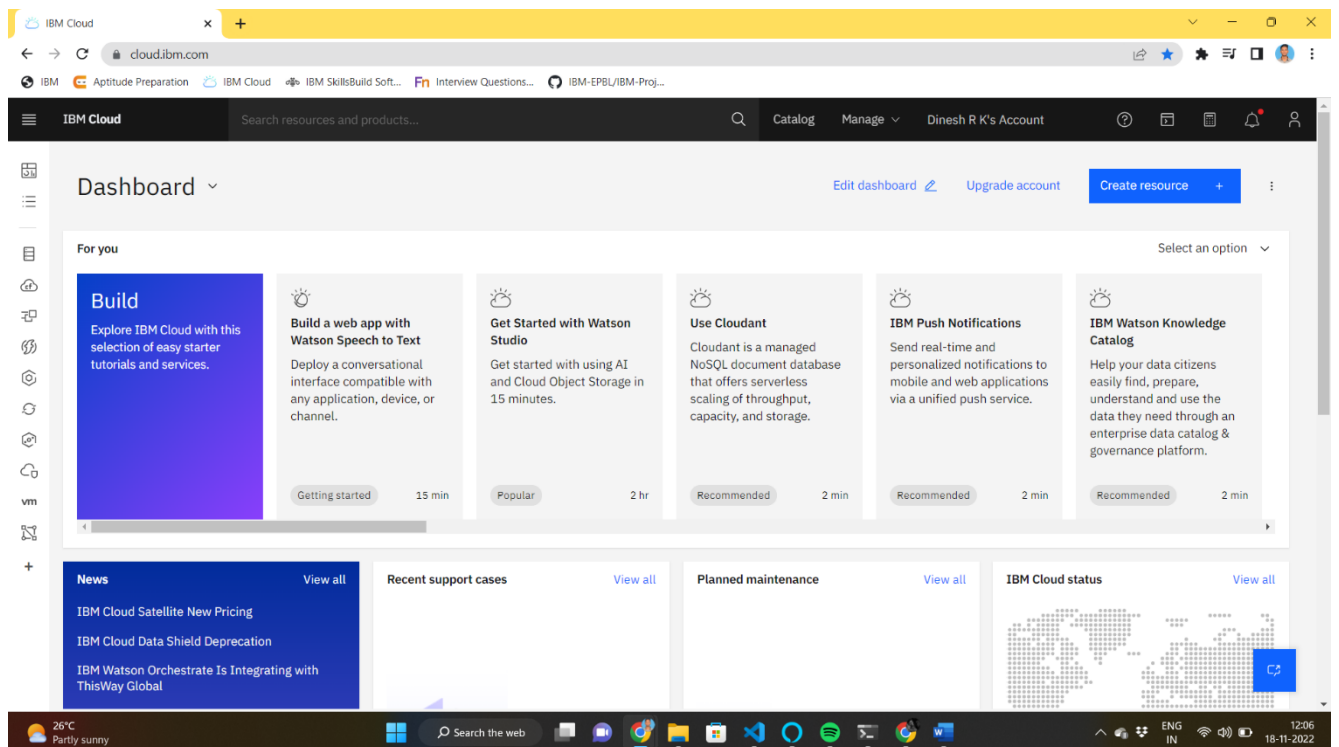 IBM Cloud
cloud.ibm.com
IBM Aptitude Preparation IBM Cloud IBM SkillsBuild Soft... Fn Interview Questions... IBM-EPBL/IBM-Proj...
IBM Cloud Search resources and products... Catalog Manage Dinesh R K's Account
Dashboard Edit dashboard Upgrade account Create resource +
For you Select an option
Build
Explore IBM Cloud with this
selection of easy starter
tutorials and services.
Build a web app with
Watson Speech to Text
Deploy a conversational
interface compatible with
any application, device, or
channel.
Getting started 15 min
Get Started with Watson
Studio
Get started with using AI
and Cloud Object Storage in
15 minutes.
Popular 2 hr
Use Cloudant
Cloudant is a managed
NoSQL document database
that offers serverless
scaling of throughput,
capacity, and storage.
Recommended 2 min
IBM Push Notifications
Send real-time and
personalized notifications to
mobile and web applications
via a unified push service.
Recommended 2 min
IBM Watson Knowledge
Catalog
Help your data citizens
easily find, prepare,
understand and use the
data they need through an
enterprise data catalog &
governance platform.
Recommended 2 min
vm
News View all
IBM Cloud Satellite New Pricing
IBM Cloud Data Shield Deprecation
IBM Watson Orchestrate Is Integrating with
ThisWay Global
Recent support cases View all
Planned maintenance View all
IBM Cloud status View all
26°C
Partly sunny
Search the web
ENG
IN
12:06
18-11-2022